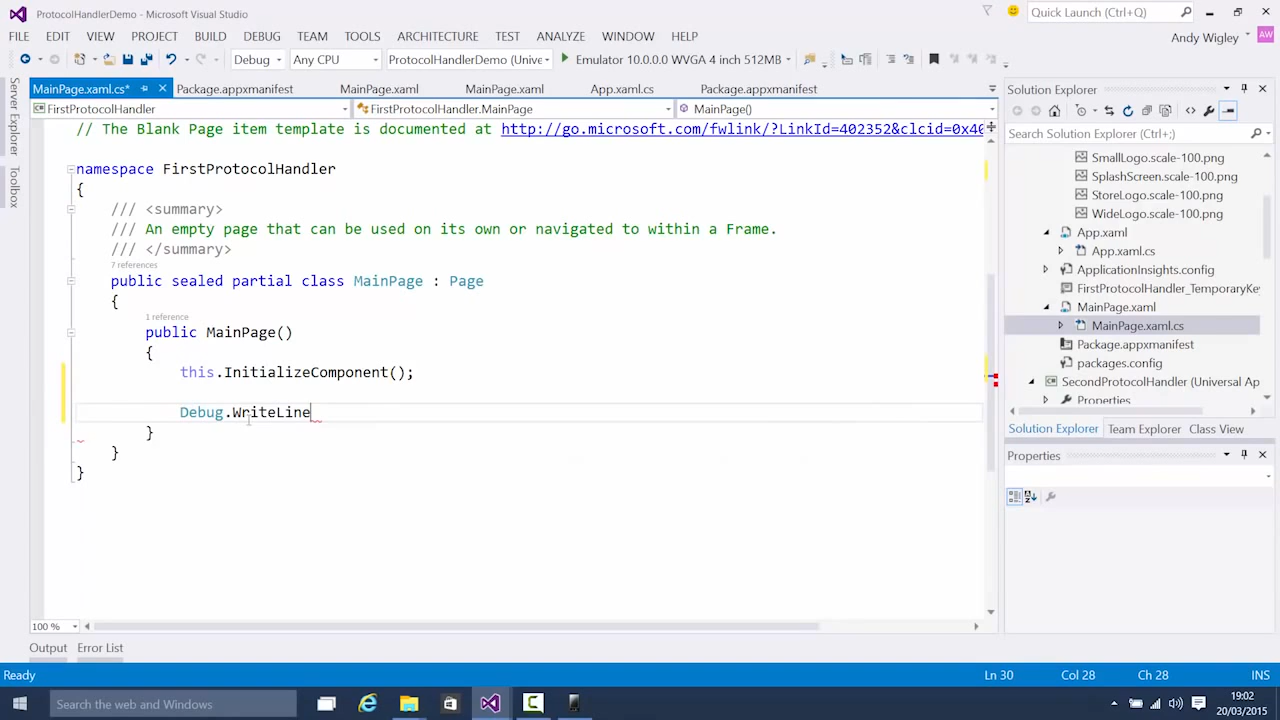 ProtocolHandlerDemo - Microsoft Visual Studio
Quick Launch (Ctrl+Q)
FILE EDIT VIEW PROJECT BUILD DEBUG TEAM TOOLS ARCHITECTURE TEST ANALYZE WINDOW HELP
Andy Wigley AW
Debug Any CPU ProtocolHandlerDemo (Unive Emulator 10.0.0.0 WVGA 4 inch 512MB
Server Explorer
Toolbox
MainPage.xaml.cs* Package.appxmanifest MainPage.xaml MainPage.xaml App.xaml.cs Package.appxmanifest
FirstProtocolHandler FirstProtocolHandler.MainPage MainPage()
// The Blank Page item template is documented at http://go.microsoft.com/fwlink/?LinkId=402352&clcid=0x40
namespace FirstProtocolHandler
{
/// <summary>
/// An empty page that can be used on its own or navigated to within a Frame.
/// </summary>
7 references
public sealed partial class MainPage : Page
{
1 reference
public MainPage()
{
this.InitializeComponent();
Debug.WriteLine
}
}
}
100 %
Output Error List
Solution Explorer
Search Solution Explorer (Ctrl+;)
SmallLogo.scale-100.png
SplashScreen.scale-100.png
StoreLogo.scale-100.png
WideLogo.scale-100.png
App.xaml
App.xaml.cs
ApplicationInsights.config
FirstProtocolHandler_TemporaryKey
MainPage.xaml
MainPage.xaml.cs
Package.appxmanifest
packages.config
SecondProtocolHandler (Universal Ap
Properties
Solution Explorer Team Explorer Class View
Properties
Ready Ln 30 Col 28 Ch 28 INS
Search the web and Windows
19:02
20/03/2015